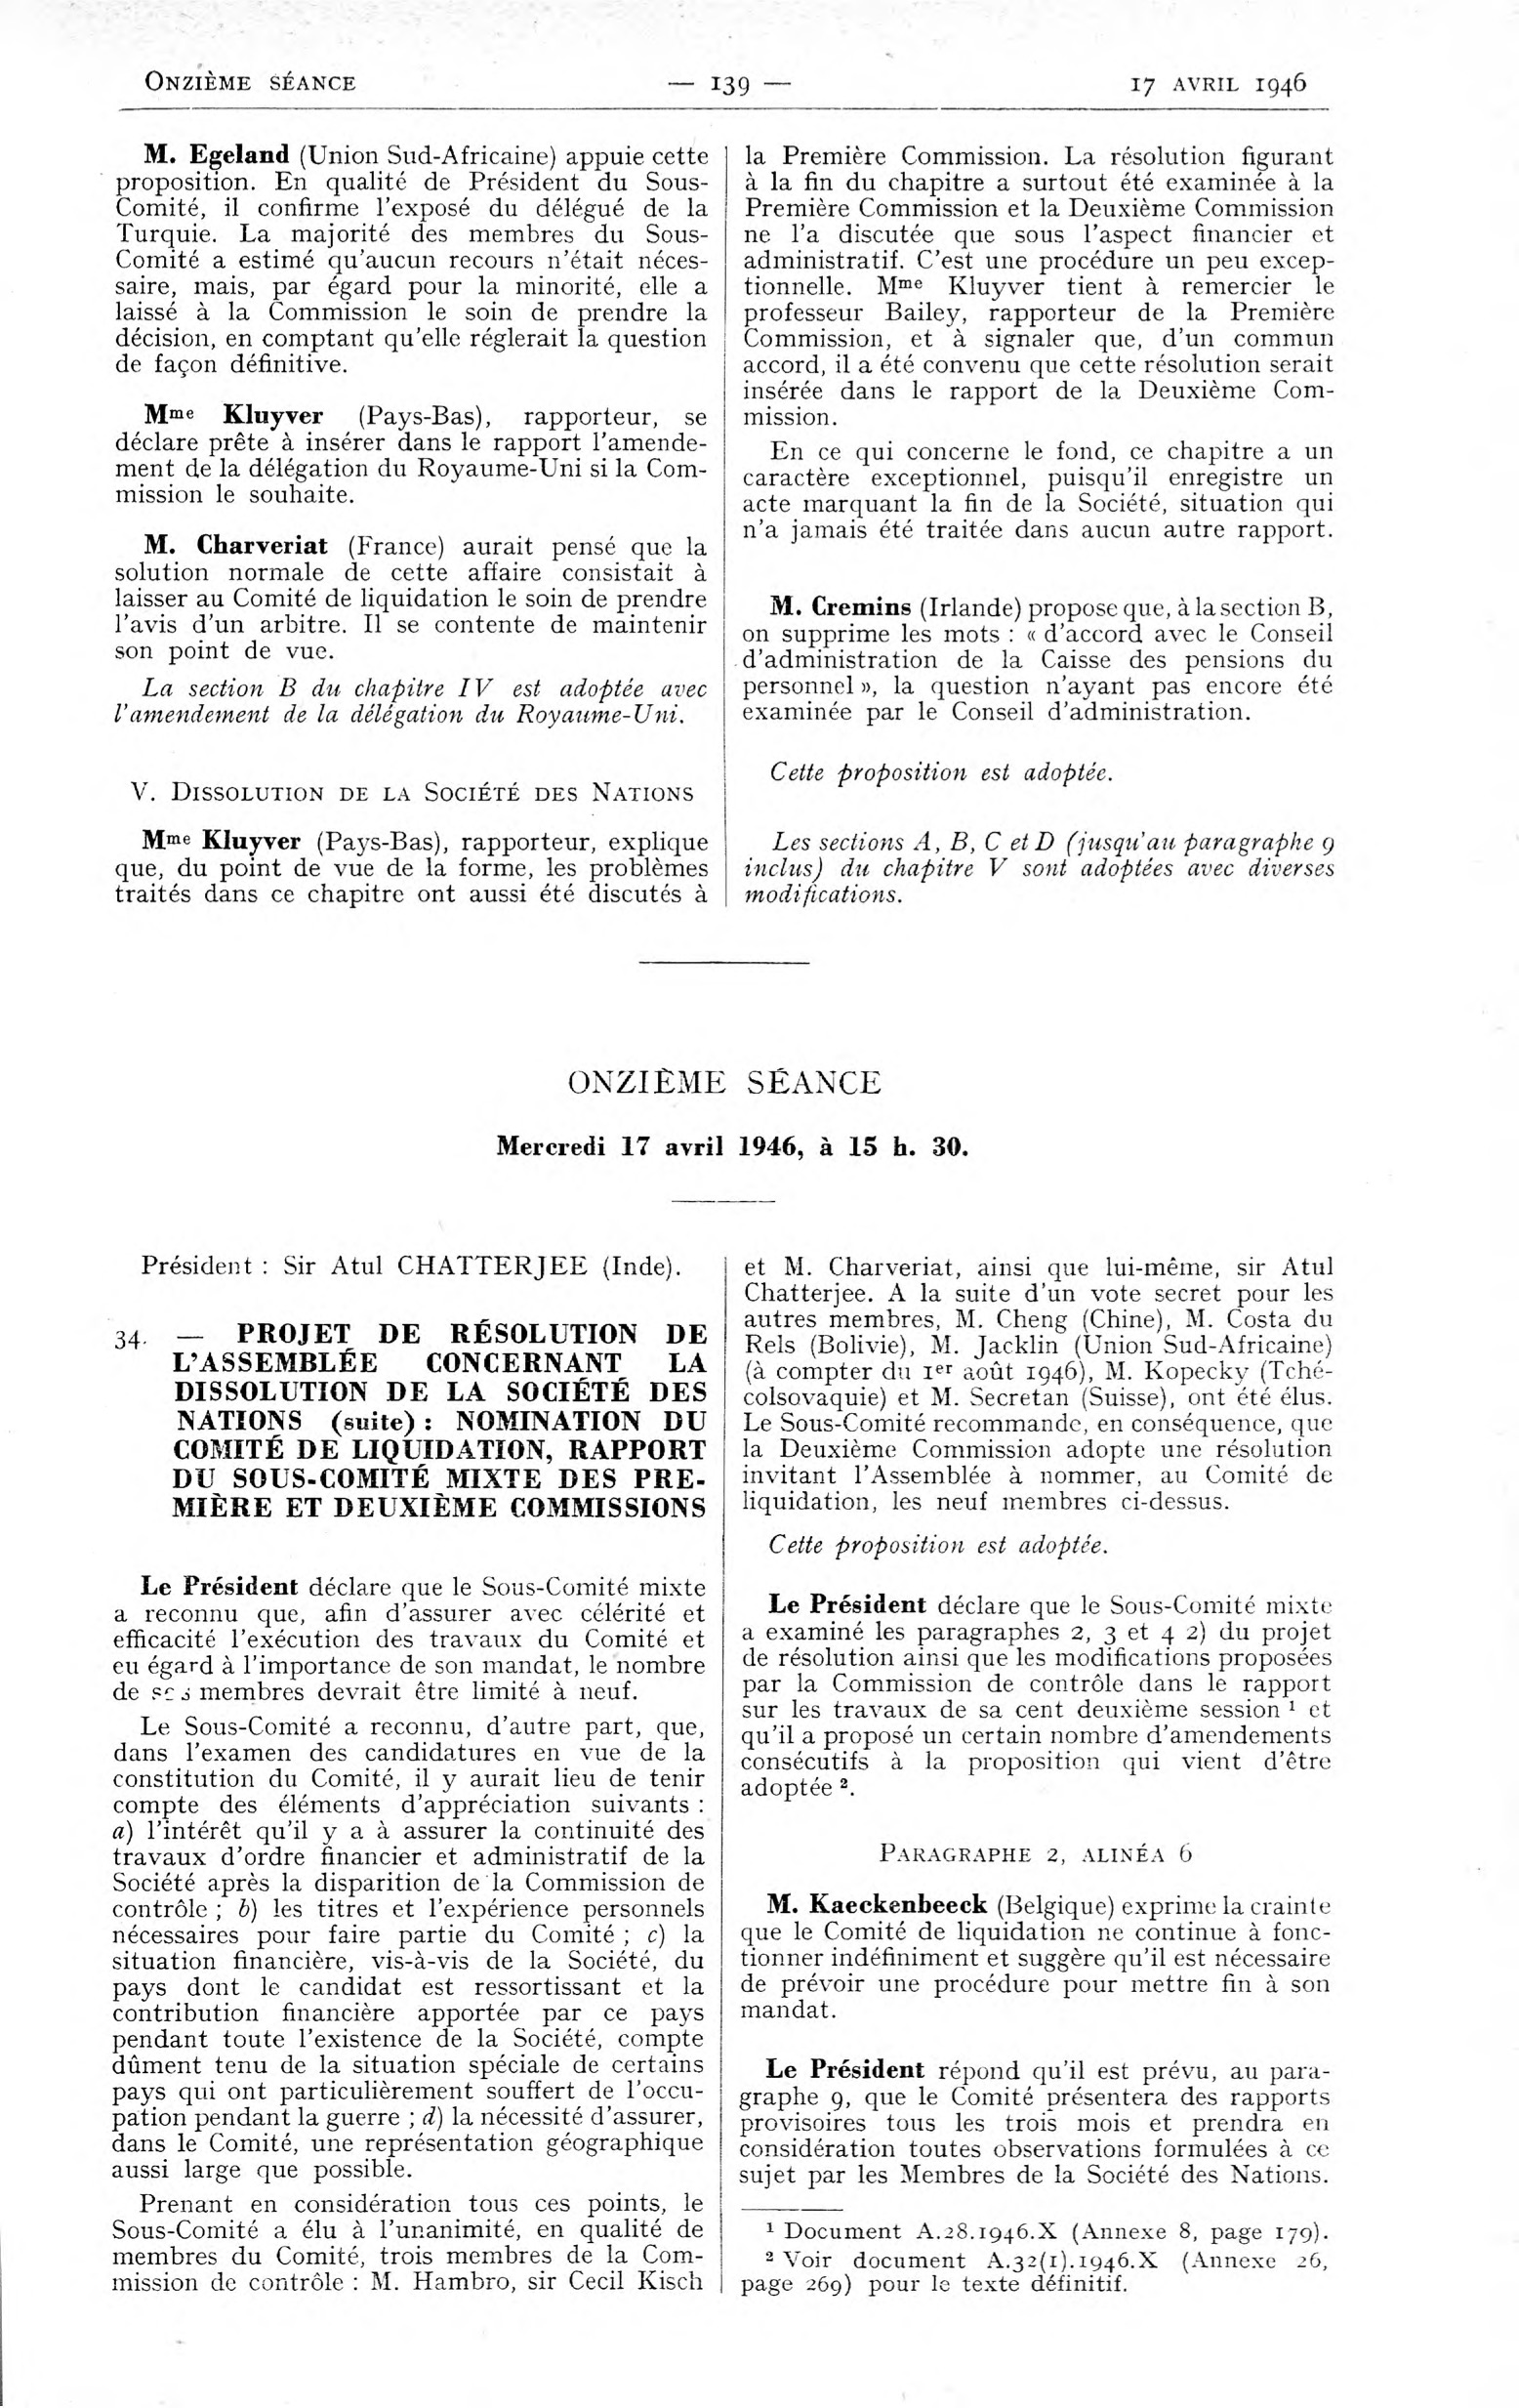 ONZIÈME SÉANCE — 139 — 17 AVRIL 1946
M. Egeland (Union Sud-Africaine) appuie cette
proposition. En qualité de Président du Sous-
Comité, il confirme l'exposé du délégué de la
Turquie. La majorité des membres du Sous-
Comité a estimé qu'aucun recours n'était néces-
saire, mais, par égard pour la minorité, elle a
laissé à la Commission le soin de prendre la
décision, en comptant qu'elle réglerait la question
de façon définitive.
Mme Kluyver (Pays-Bas), rapporteur, se
déclare prête à insérer dans le rapport l'amende-
ment de la délégation du Royaume-Uni si la Com-
mission le souhaite.
M. Charveriat (France) aurait pensé que la
solution normale de cette affaire consistait à
laisser au Comité de liquidation le soin de prendre
l'avis d'un arbitre. Il se contente de maintenir
son point de vue.
La section B du chapitre IV est adoptée avec
l'amendement de la délégation du Royaume-Uni.
V. DISSOLUTION DE LA SOCIÉTÉ DES NATIONS
Mme Kluyver (Pays-Bas), rapporteur, explique
que, du point de vue de la forme, les problèmes
traités dans ce chapitre ont aussi été discutés à
la Première Commission. La résolution figurant
à la fin du chapitre a surtout été examinée à la
Première Commission et la Deuxième Commission
ne l'a discutée que sous l'aspect financier et
administratif. C'est une procédure un peu excep-
tionnelle. Mme Kluyver tient à remercier le
professeur Bailey, rapporteur de la Première
Commission, et à signaler que, d'un commun
accord, il a été convenu que cette résolution serait
insérée dans le rapport de la Deuxième Com-
mission.
En ce qui concerne le fond, ce chapitre a un
caractère exceptionnel, puisqu'il enregistre un
acte marquant la fin de la Société, situation qui
n'a jamais été traitée dans aucun autre rapport.
M. Cremins (Irlande) propose que, à la section B,
on supprime les mots : « d'accord avec le Conseil
d'administration de la Caisse des pensions du
personnel », la question n'ayant pas encore été
examinée par le Conseil d'administration.
Cette proposition est adoptée.
Les sections A, B, C et D (jusqu'au paragraphe 9
inclus) du chapitre V sont adoptées avec diverses
modifications.
ONZIÈME SÉANCE
Mercredi 17 avril 1946, à 15 h. 30.
Président : Sir Atul CHATTERJEE (Inde).
34. — PROJET DE RÉSOLUTION DE
L'ASSEMBLÉE CONCERNANT LA
DISSOLUTION DE LA SOCIÉTÉ DES
NATIONS (suite) : NOMINATION DU
COMITÉ DE LIQUIDATION, RAPPORT
DU SOUS-COMITÉ MIXTE DES PRE-
MIÈRE ET DEUXIÈME COMMISSIONS
Le Président déclare que le Sous-Comité mixte
a reconnu que, afin d'assurer avec célérité et
efficacité l'exécution des travaux du Comité et
eu égard à l'importance de son mandat, le nombre
de ses membres devrait être limité à neuf.
Le Sous-Comité a reconnu, d'autre part, que,
dans l'examen des candidatures en vue de la
constitution du Comité, il y aurait lieu de tenir
compte des éléments d'appréciation suivants :
a) l'intérêt qu'il y a à assurer la continuité des
travaux d'ordre financier et administratif de la
Société après la disparition de la Commission de
contrôle ; b) les titres et l'expérience personnels
nécessaires pour faire partie du Comité ; c) la
situation financière, vis-à-vis de la Société, du
pays dont le candidat est ressortissant et la
contribution financière apportée par ce pays
pendant toute l'existence de la Société, compte
dûment tenu de la situation spéciale de certains
pays qui ont particulièrement souffert de l'occu-
pation pendant la guerre ; d) la nécessité d'assurer,
dans le Comité, une représentation géographique
aussi large que possible.
Prenant en considération tous ces points, le
Sous-Comité a élu à l'unanimité, en qualité de
membres du Comité, trois membres de la Com-
mission de contrôle : M. Hambro, sir Cecil Kisch
et M. Charveriat, ainsi que lui-même, sir Atul
Chatterjee. A la suite d'un vote secret pour les
autres membres, M. Cheng (Chine), M. Costa du
Rels (Bolivie), M. Jacklin (Union Sud-Africaine)
(à compter du 1er août 1946), M. Kopecky (Tché-
colsovaquie) et M. Secretan (Suisse), ont été élus.
Le Sous-Comité recommande, en conséquence, que
la Deuxième Commission adopte une résolution
invitant l'Assemblée à nommer, au Comité de
liquidation, les neuf membres ci-dessus.
Cette proposition est adoptée.
Le Président déclare que le Sous-Comité mixte
a examiné les paragraphes 2, 3 et 4 2) du projet
de résolution ainsi que les modifications proposées
par la Commission de contrôle dans le rapport
sur les travaux de sa cent deuxième session 1 et
qu'il a proposé un certain nombre d'amendements
consécutifs à la proposition qui vient d'être
adoptée 2.
PARAGRAPHE 2, ALINÉA 6
M. Kaeckenbeeck (Belgique) exprime la crainte
que le Comité de liquidation ne continue à fonc-
tionner indéfiniment et suggère qu'il est nécessaire
de prévoir une procédure pour mettre fin à son
mandat.
Le Président répond qu'il est prévu, au para-
graphe 9, que le Comité présentera des rapports
provisoires tous les trois mois et prendra en
considération toutes observations formulées à ce
sujet par les Membres de la Société des Nations.
1 Document A.28.1946.X (Annexe 8, page 179).
2 Voir document A.32(1).1946.X (Annexe 26,
page 269) pour le texte définitif.